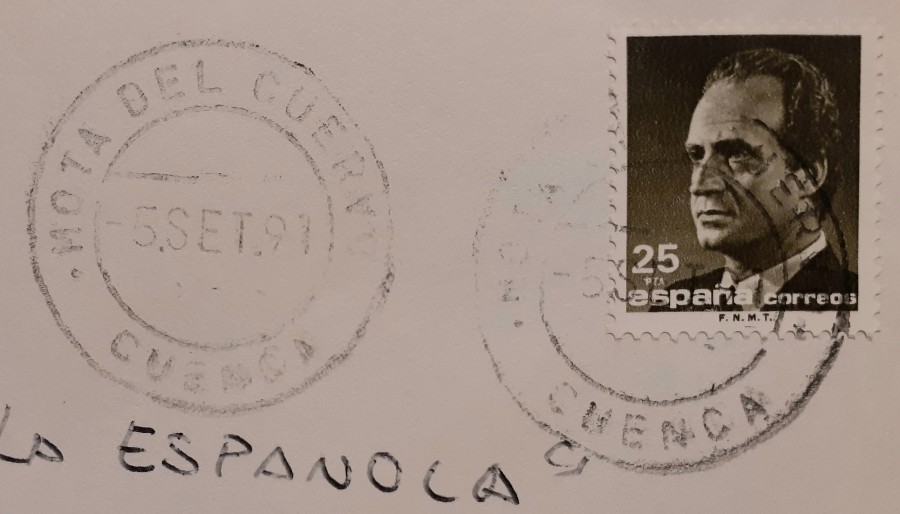 MOTA DEL CUERVO
-5.SET.91
CUENCA
25
PTA
españa correos
F.N.M.T.
CUENCA
LA ESPANOLA"